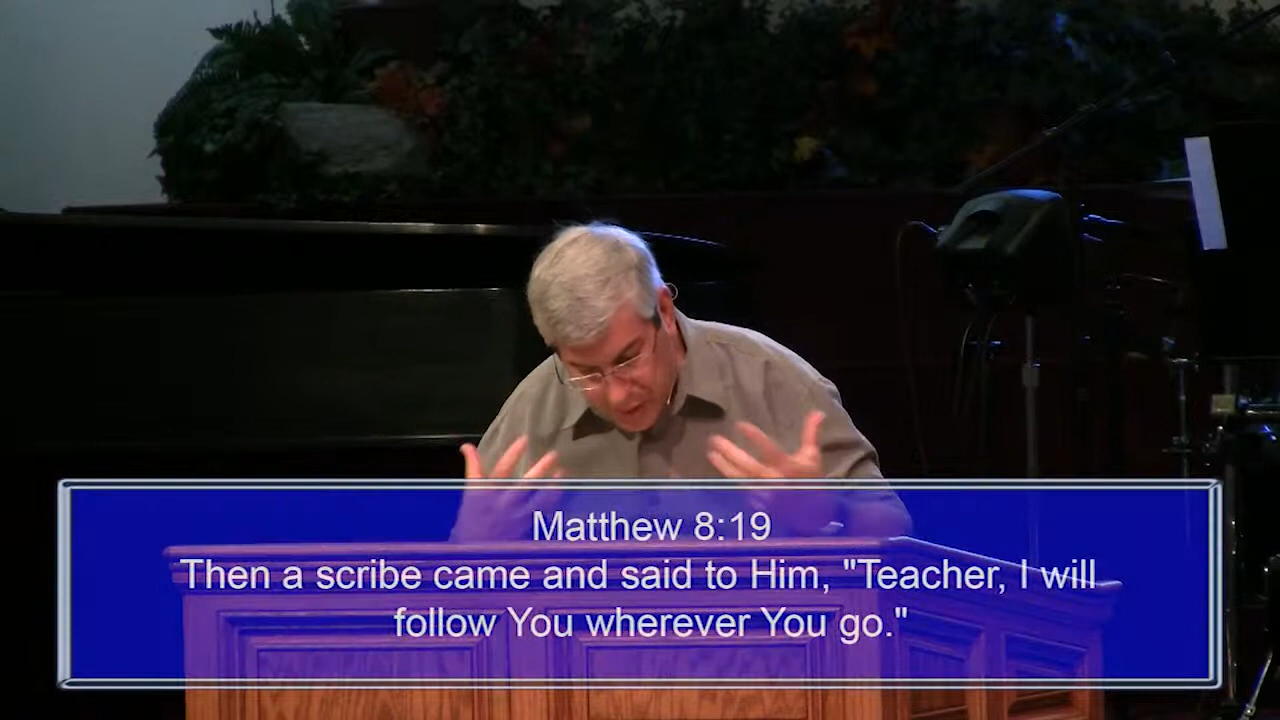 Matthew 8:19
Then a scribe came and said to Him, "Teacher, I will
follow You wherever You go."